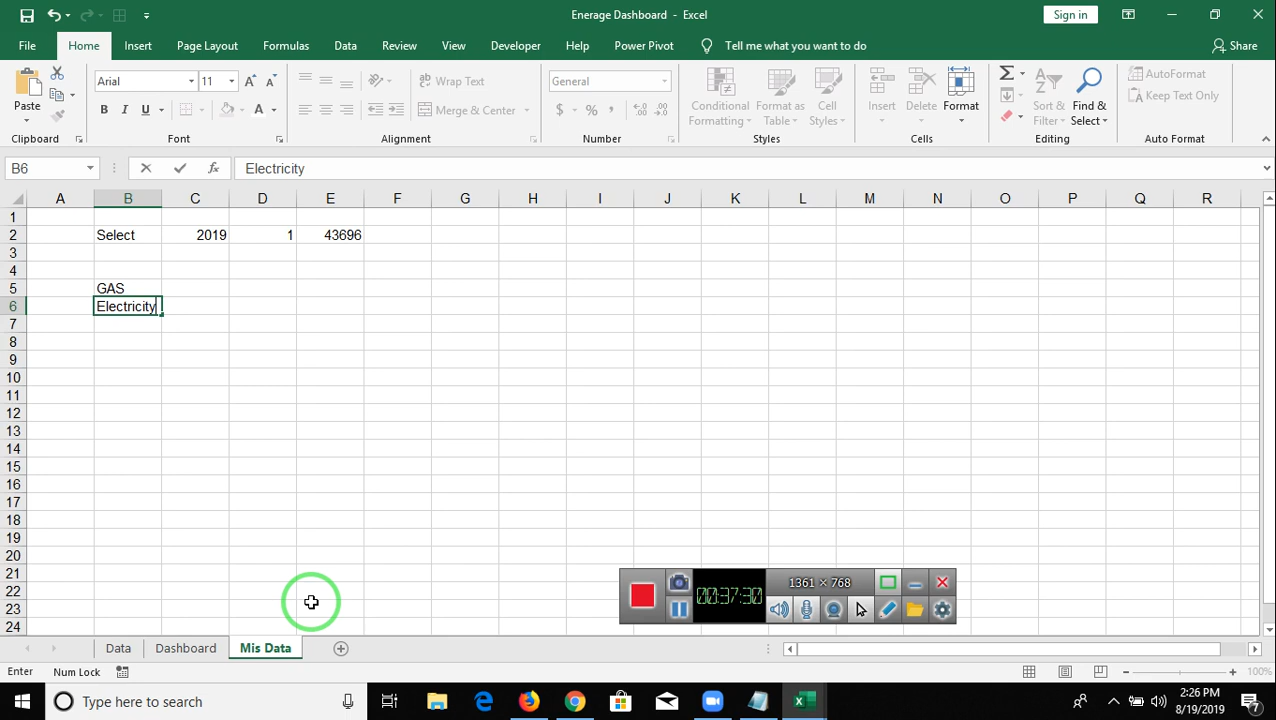 Enerage Dashboard - Excel
Sign in
File Home Insert Page Layout Formulas Data Review View Developer Help Power Pivot Tell me what you want to do Share
Paste
Arial 11
B I U A
Wrap Text
Merge & Center
General
$ % ,
Conditional Formatting
Format as Table
Cell Styles
Insert Delete Format
Sort & Filter
Find & Select
AutoFormat
Keep Text Only
Clipboard Font Alignment Number Styles Cells Editing Auto Format
B6 fx Electricity
A B C D E F G H I J K L M N O P Q R
1
2 Select 2019 1 43696
3
4
5 GAS
6 Electricity
7
8
9
10
11
12
13
14
15
16
17
18
19
20
21
22
23
24
1361 × 768
00:37:30
Data Dashboard Mis Data
Enter Num Lock 100%
Type here to search
2:26 PM
8/19/2019
7